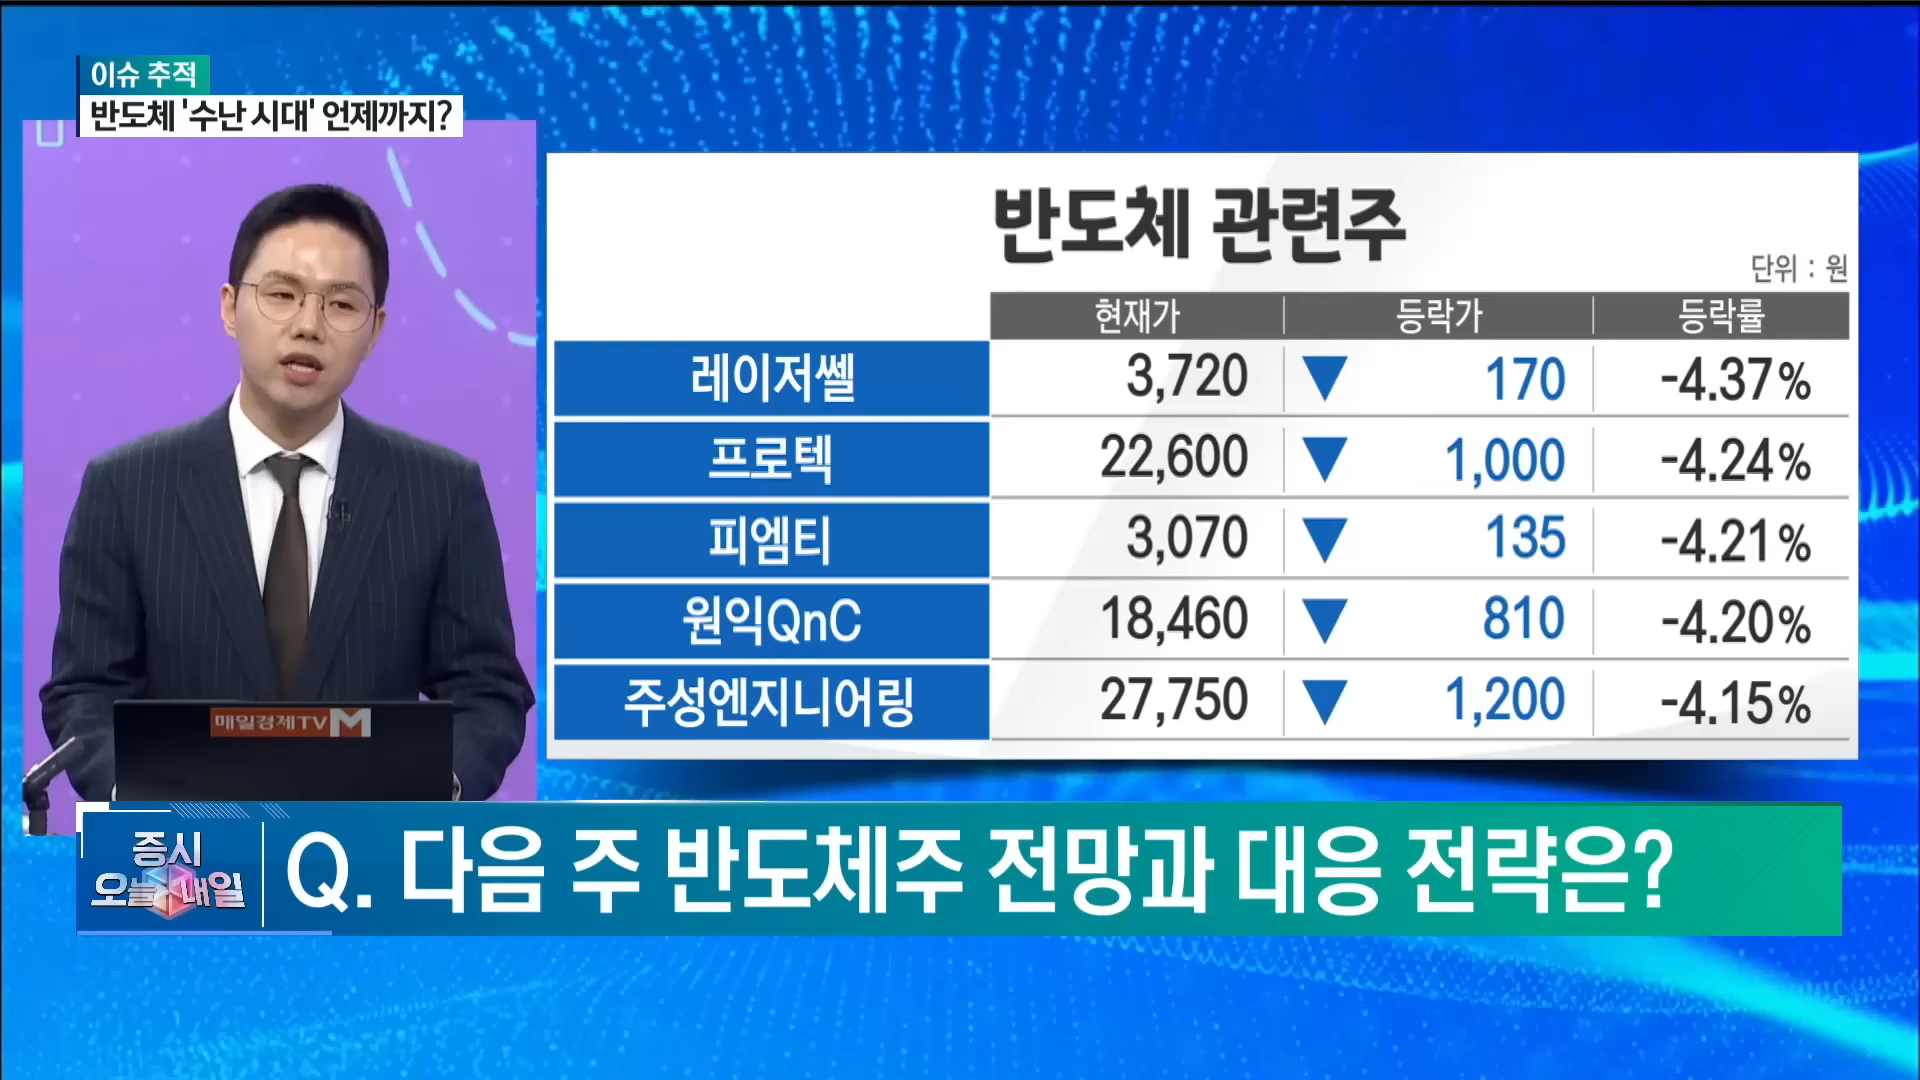 이슈 추적
반도체 '수난 시대' 언제까지?
반도체 관련주
단위 : 원
현재가 등락가 등락률
레이저쎌 3,720 ▼ 170 -4.37%
프로텍 22,600 ▼ 1,000 -4.24%
피엠티 3,070 ▼ 135 -4.21%
원익QnC 18,460 ▼ 810 -4.20%
주성엔지니어링 27,750 ▼ 1,200 -4.15%
매일경제TV M
증시
오늘 매일
Q. 다음 주 반도체주 전망과 대응 전략은?